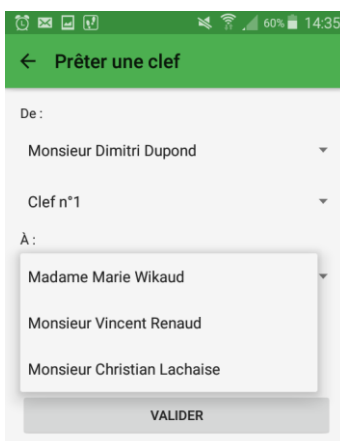 60% 14:35
Prêter une clef
De :
Monsieur Dimitri Dupond
Clef n°1
À :
Madame Marie Wikaud
Monsieur Vincent Renaud
Monsieur Christian Lachaise
VALIDER